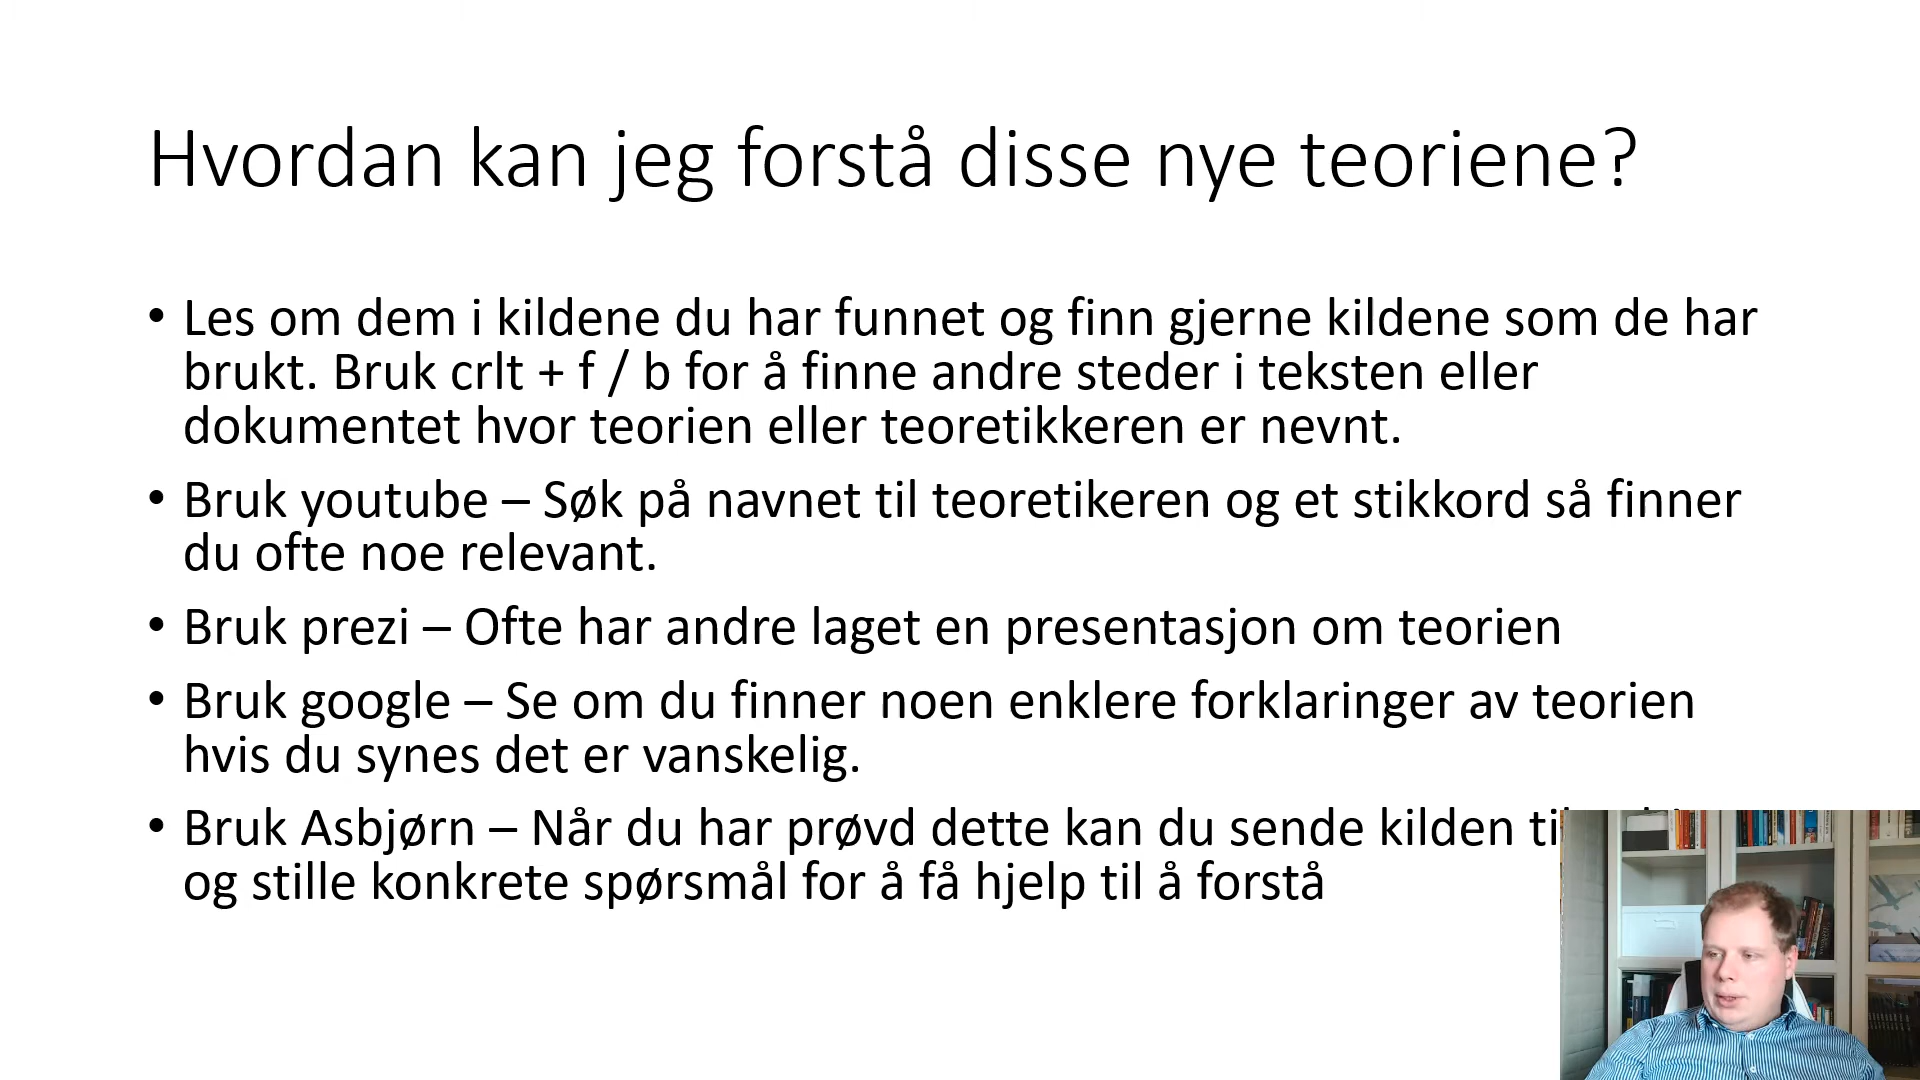 Hvordan kan jeg forstå disse nye teoriene?
• Les om dem i kildene du har funnet og finn gjerne kildene som de har
brukt. Bruk crlt + f / b for å finne andre steder i teksten eller
dokumentet hvor teorien eller teoretikkeren er nevnt.
• Bruk youtube – Søk på navnet til teoretikeren og et stikkord så finner
du ofte noe relevant.
• Bruk prezi – Ofte har andre laget en presentasjon om teorien
• Bruk google – Se om du finner noen enklere forklaringer av teorien
hvis du synes det er vanskelig.
• Bruk Asbjørn – Når du har prøvd dette kan du sende kilden
og stille konkrete spørsmål for å få hjelp til å forstå